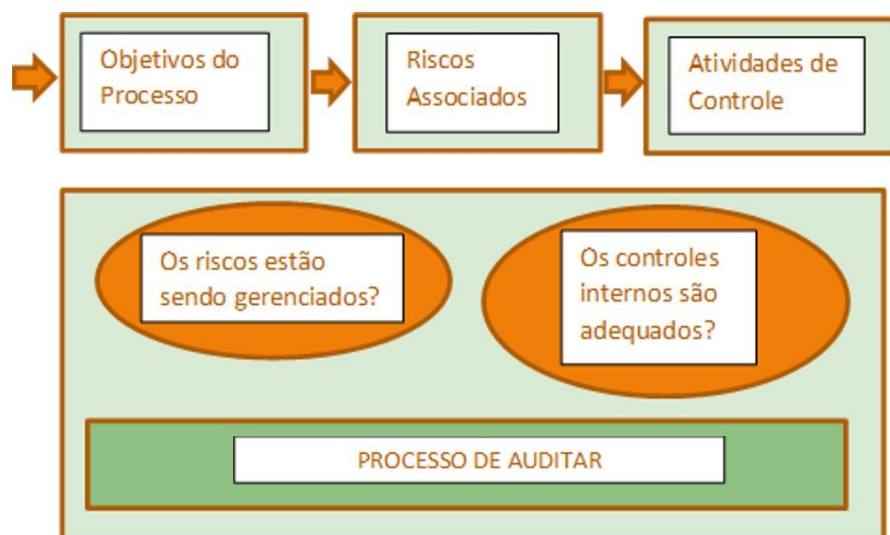 Objetivos do
Processo
Riscos
Associados
Atividades de
Controle
Os riscos estão
sendo gerenciados?
Os controles
internos são
adequados?
PROCESSO DE AUDITAR